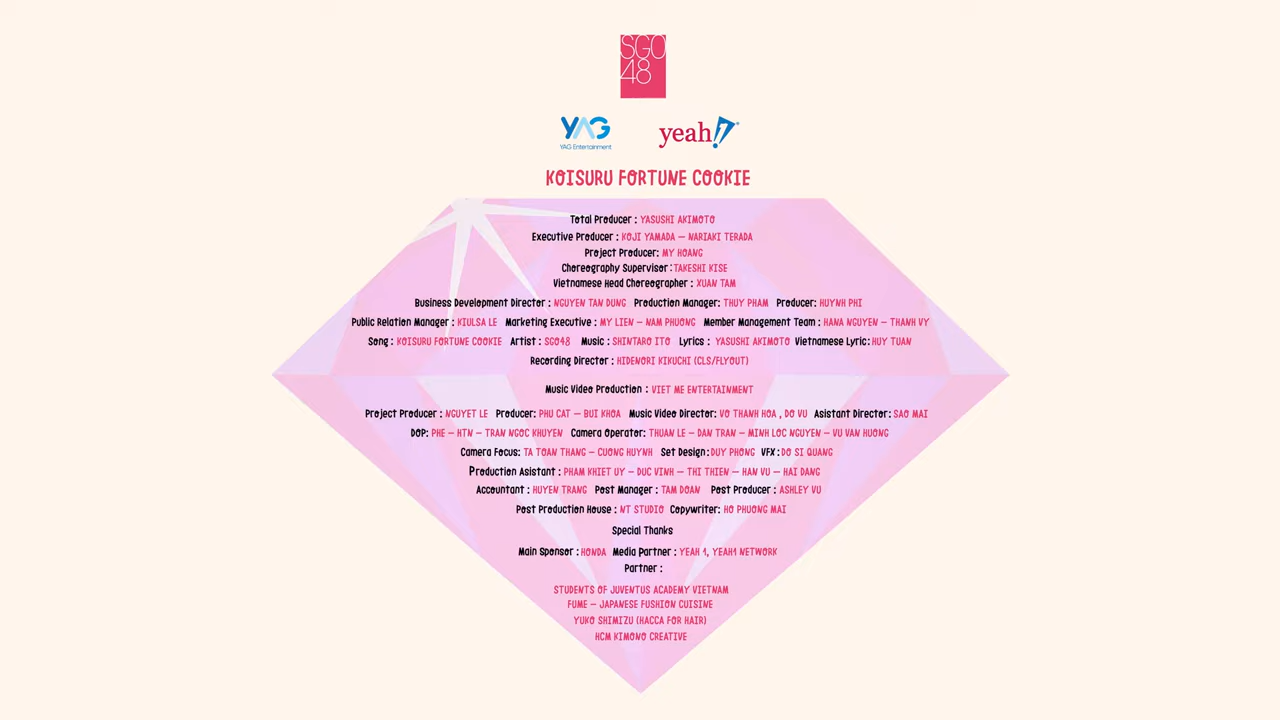 SGO
48
YAG
YAG Entertainment
yeah1
KOISURU FORTUNE COOKIE
Total Producer : YASUSHI AKIMOTO
Executive Producer : KOJI YAMADA – NARIAKI TERADA
Project Producer: MY HOANG
Choreography Supervisor : TAKESHI KISE
Vietnamese Head Choreographer : XUAN TAM
Business Development Director : NGUYEN TAN DUNG Production Manager: THUY PHAM Producer: HUYNH PHI
Public Relation Manager : KIULSA LE Marketing Executive : MY LIEN – NAM PHUONG Member Management Team : HANA NGUYEN – THANH VY
Song : KOISURU FORTUNE COOKIE Artist : SGO48 Music : SHINTARO ITO Lyrics : YASUSHI AKIMOTO Vietnamese Lyric: HUY TUAN
Recording Director : HIDENORI KIKUCHI (CLS/FLYOUT)
Music Video Production : VIET ME ENTERTAINMENT
Project Producer : NGUYET LE Producer: PHU CAT – BUI KHOA Music Video Director: VO THANH HOA , DO VU Asistant Director: SAO MAI
DOP: PHE – HTN – TRAN NGOC KHUYEN Camera Operator: THUAN LE – DAN TRAN – MINH LOC NGUYEN – VU VAN HUONG
Camera Focus: TA TOAN THANG – CUONG HUYNH Set Design : DUY PHONG VFX : DO SI QUANG
Production Asistant : PHAM KHIET UY – DUC VINH – THI THIEN – HAN VU – HAI DANG
Accountant : HUYEN TRANG Post Manager : TAM DOAN Post Producer : ASHLEY VU
Post Production House : NT STUDIO Copywriter: HO PHUONG MAI
Special Thanks
Main Sponsor : HONDA Media Partner : YEAH 1, YEAH1 NETWORK
Partner :
STUDENTS OF JUVENTUS ACADEMY VIETNAM
FUME – JAPANESE FUSHION CUISINE
YUKO SHIMIZU (HACCA FOR HAIR)
HCM KIMONO CREATIVE